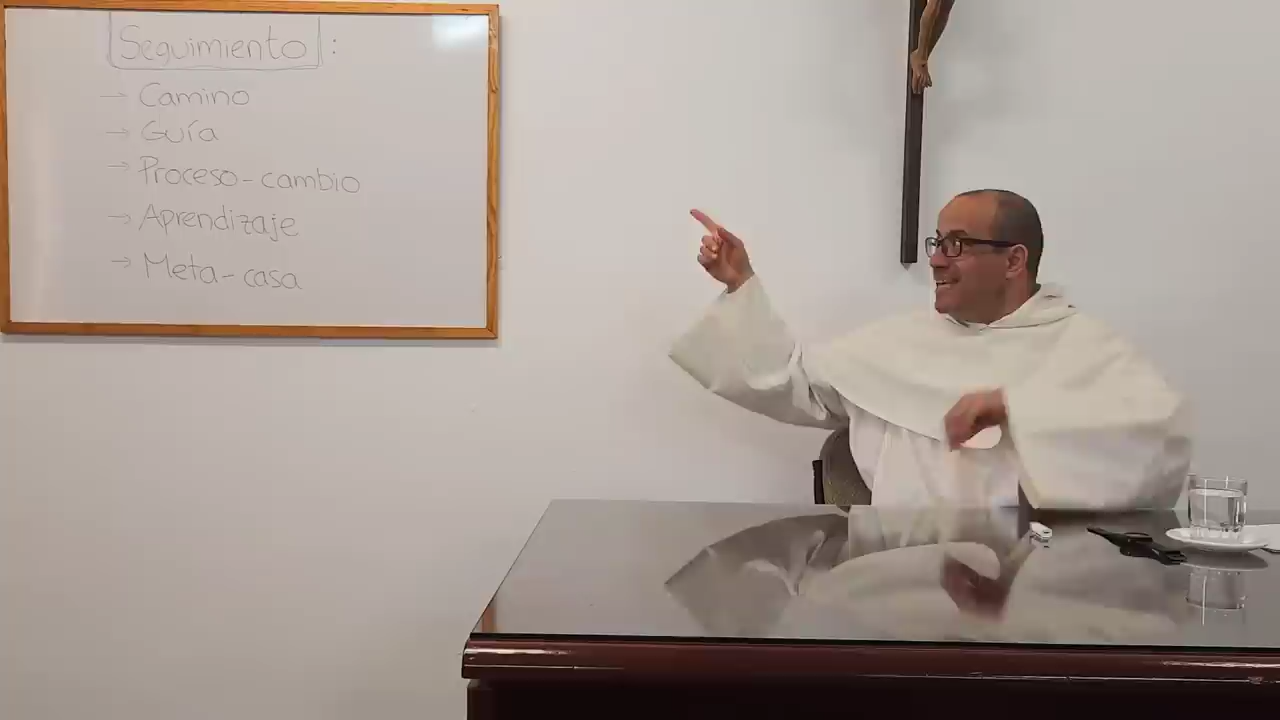 Seguimiento:
→ Camino
→ Guía
→ Proceso-cambio
→ Aprendizaje
→ Meta-casa